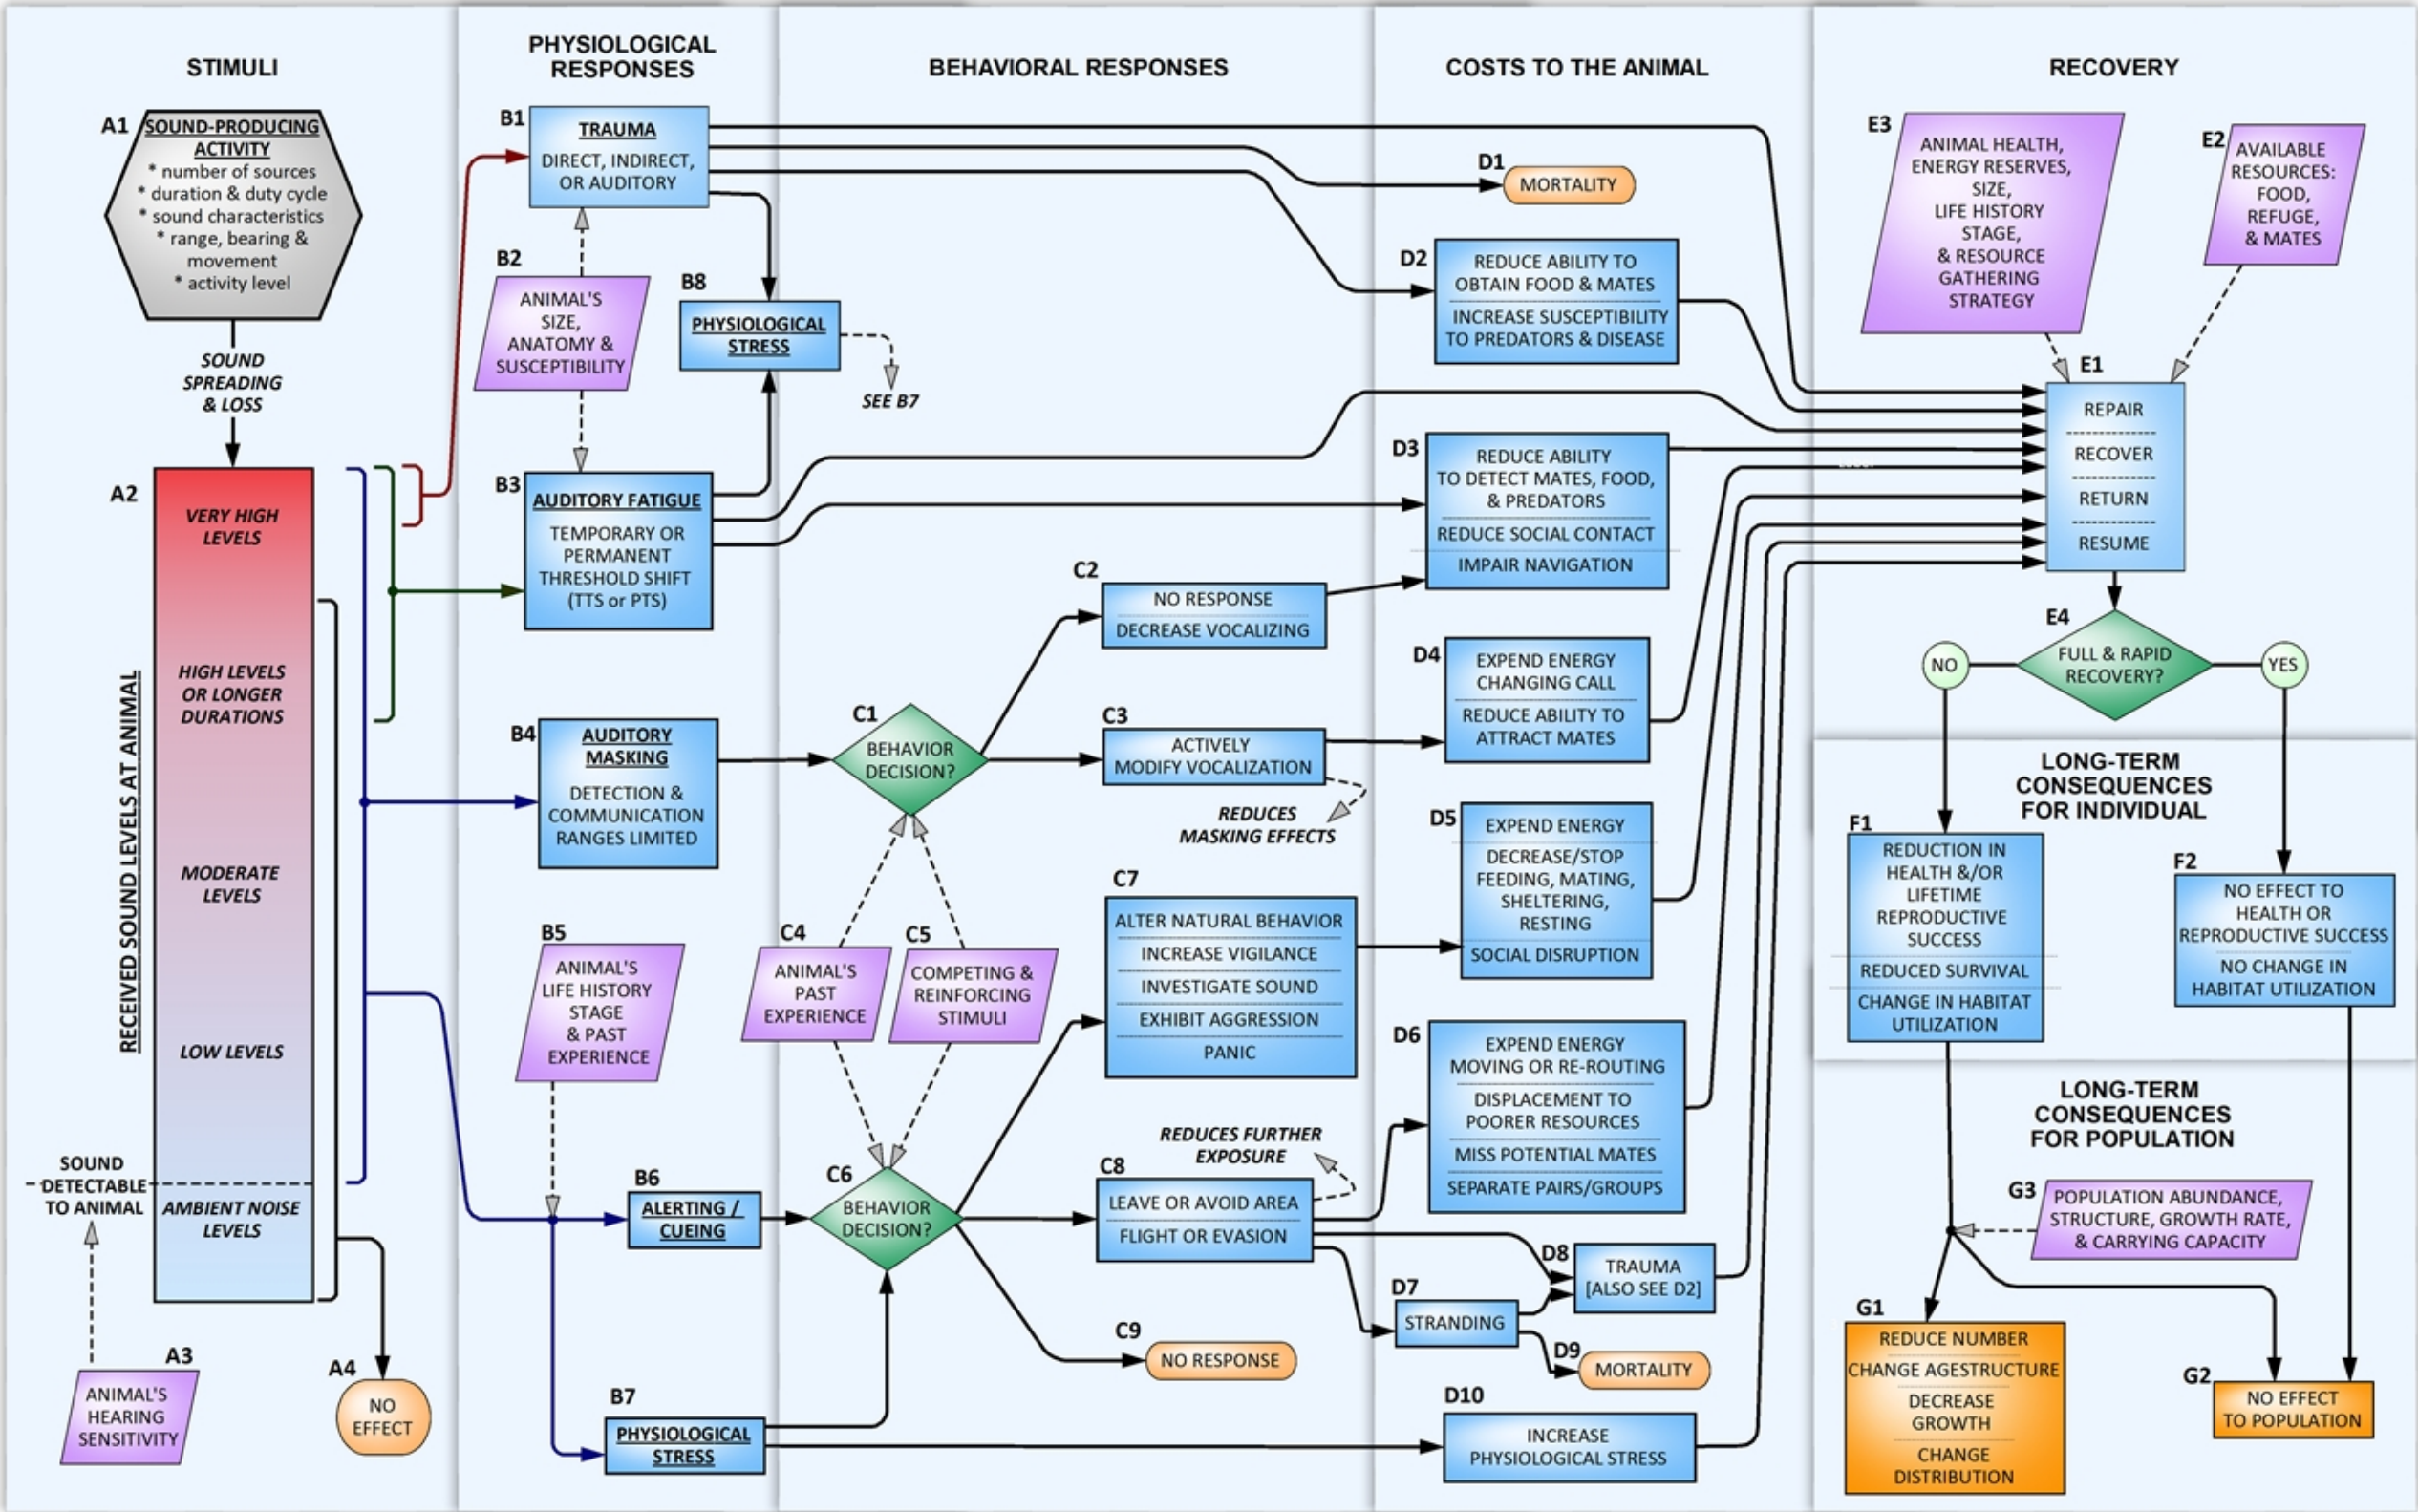 STIMULI
A1
SOUND-PRODUCING
ACTIVITY
* number of sources
* duration & duty cycle
* sound characteristics
* range, bearing &
movement
* activity level
SOUND
SPREADING
& LOSS
A2
VERY HIGH
LEVELS
HIGH LEVELS
OR LONGER
DURATIONS
MODERATE
LEVELS
LOW LEVELS
AMBIENT NOISE
LEVELS
RECEIVED SOUND LEVELS AT ANIMAL
SOUND
DETECTABLE
TO ANIMAL
A3
ANIMAL'S
HEARING
SENSITIVITY
A4
NO
EFFECT
PHYSIOLOGICAL
RESPONSES
B1
TRAUMA
DIRECT, INDIRECT,
OR AUDITORY
B2
ANIMAL'S
SIZE,
ANATOMY &
SUSCEPTIBILITY
B8
PHYSIOLOGICAL
STRESS
SEE B7
B3
AUDITORY FATIGUE
TEMPORARY OR
PERMANENT
THRESHOLD SHIFT
(TTS or PTS)
B4
AUDITORY
MASKING
DETECTION &
COMMUNICATION
RANGES LIMITED
B5
ANIMAL'S
LIFE HISTORY
STAGE
& PAST
EXPERIENCE
B6
ALERTING /
CUEING
B7
PHYSIOLOGICAL
STRESS
BEHAVIORAL RESPONSES
C1
BEHAVIOR
DECISION?
C2
NO RESPONSE
DECREASE VOCALIZING
C3
ACTIVELY
MODIFY VOCALIZATION
REDUCES
MASKING EFFECTS
C4
ANIMAL'S
PAST
EXPERIENCE
C5
COMPETING &
REINFORCING
STIMULI
C6
BEHAVIOR
DECISION?
C7
ALTER NATURAL BEHAVIOR
INCREASE VIGILANCE
INVESTIGATE SOUND
EXHIBIT AGGRESSION
PANIC
REDUCES FURTHER
EXPOSURE
C8
LEAVE OR AVOID AREA
FLIGHT OR EVASION
C9
NO RESPONSE
COSTS TO THE ANIMAL
D1
MORTALITY
D2
REDUCE ABILITY TO
OBTAIN FOOD & MATES
INCREASE SUSCEPTIBILITY
TO PREDATORS & DISEASE
D3
REDUCE ABILITY
TO DETECT MATES, FOOD,
& PREDATORS
REDUCE SOCIAL CONTACT
IMPAIR NAVIGATION
D4
EXPEND ENERGY
CHANGING CALL
REDUCE ABILITY TO
ATTRACT MATES
D5
EXPEND ENERGY
DECREASE/STOP
FEEDING, MATING,
SHELTERING,
RESTING
SOCIAL DISRUPTION
D6
EXPEND ENERGY
MOVING OR RE-ROUTING
DISPLACEMENT TO
POORER RESOURCES
MISS POTENTIAL MATES
SEPARATE PAIRS/GROUPS
D7
STRANDING
D8
TRAUMA
[ALSO SEE D2]
D9
MORTALITY
D10
INCREASE
PHYSIOLOGICAL STRESS
RECOVERY
E3
ANIMAL HEALTH,
ENERGY RESERVES,
SIZE,
LIFE HISTORY
STAGE,
& RESOURCE
GATHERING
STRATEGY
E2
AVAILABLE
RESOURCES:
FOOD,
REFUGE,
& MATES
E1
REPAIR
RECOVER
RETURN
RESUME
E4
FULL & RAPID
RECOVERY?
NO
YES
LONG-TERM
CONSEQUENCES
FOR INDIVIDUAL
F1
REDUCTION IN
HEALTH &/OR
LIFETIME
REPRODUCTIVE
SUCCESS
REDUCED SURVIVAL
CHANGE IN HABITAT
UTILIZATION
F2
NO EFFECT TO
HEALTH OR
REPRODUCTIVE SUCCESS
NO CHANGE IN
HABITAT UTILIZATION
LONG-TERM
CONSEQUENCES
FOR POPULATION
G3
POPULATION ABUNDANCE,
STRUCTURE, GROWTH RATE,
& CARRYING CAPACITY
G1
REDUCE NUMBER
CHANGE AGESTRUCTURE
DECREASE
GROWTH
CHANGE
DISTRIBUTION
G2
NO EFFECT
TO POPULATION